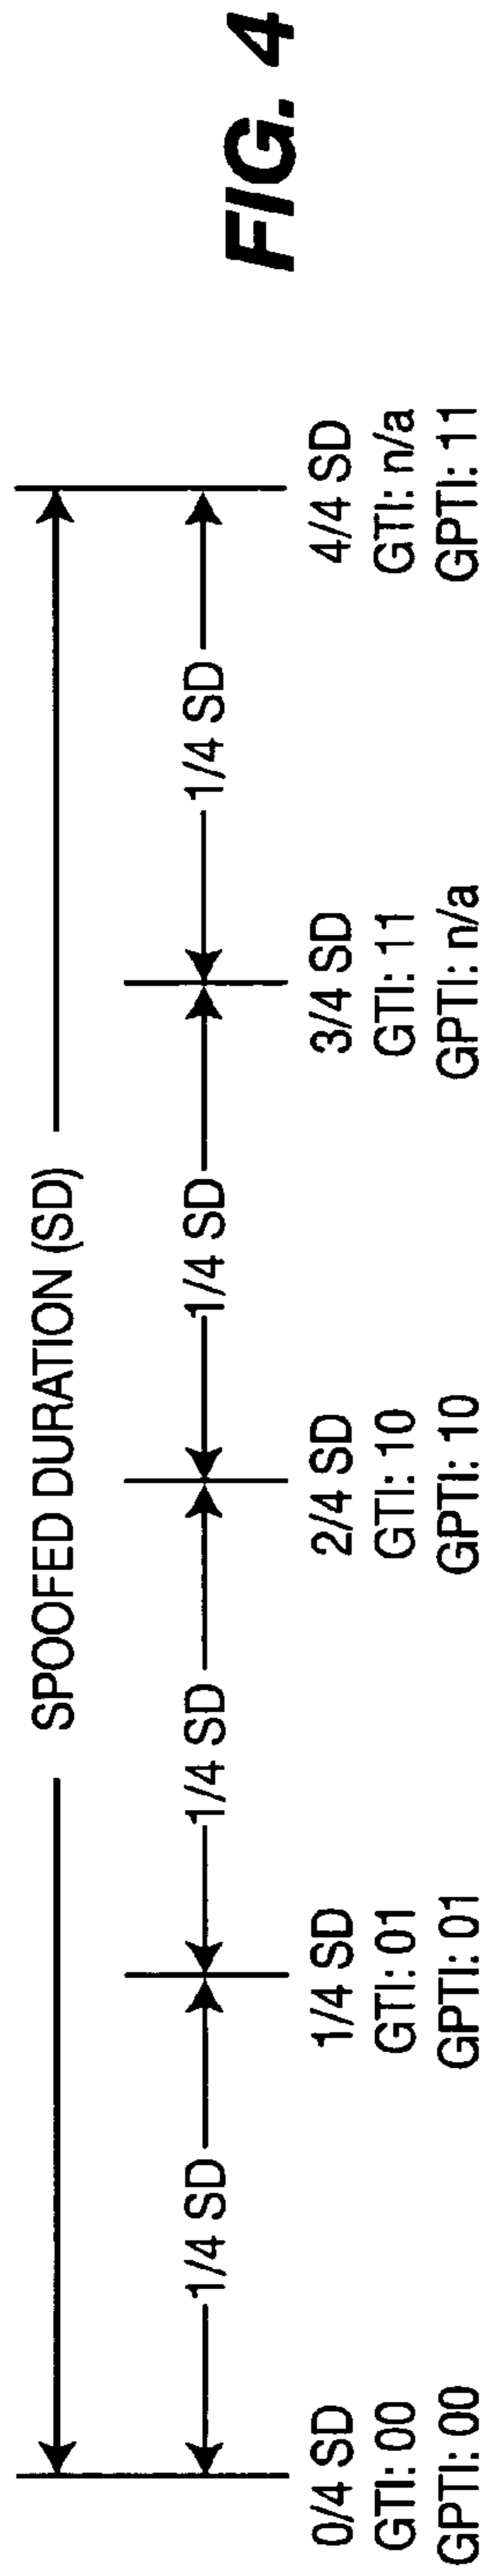 SPOOFED DURATION (SD)
1/4 SD
1/4 SD
1/4 SD
1/4 SD
0/4 SD
GTI: 00
GPTI: 00
1/4 SD
GTI: 01
GPTI: 01
2/4 SD
GTI: 10
GPTI: 10
3/4 SD
GTI: 11
GPTI: n/a
4/4 SD
GTI: n/a
GPTI: 11
FIG. 4